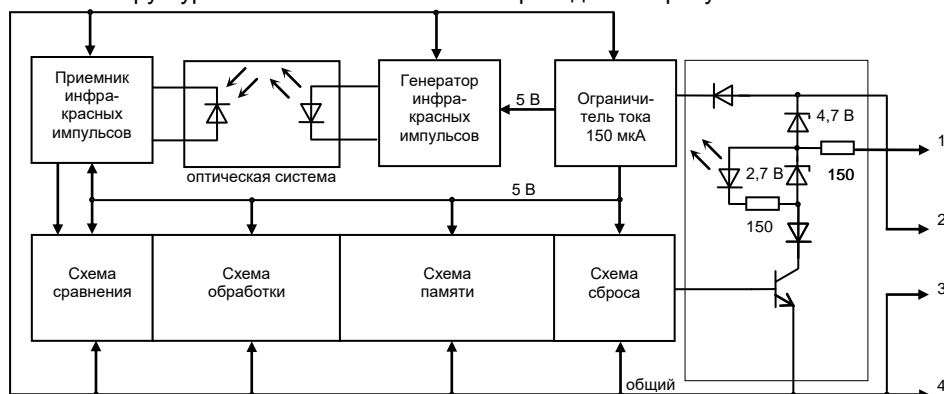 Приемник
инфра-
красных
импульсов
Генератор
инфра-
красных
импульсов
5 В
Ограничи-
тель тока
150 мкА
4,7 В
1
2,7 В
150
оптическая система
5 В
150
2
Схема
сравнения
Схема
обработки
Схема
памяти
Схема
сброса
3
общий
4